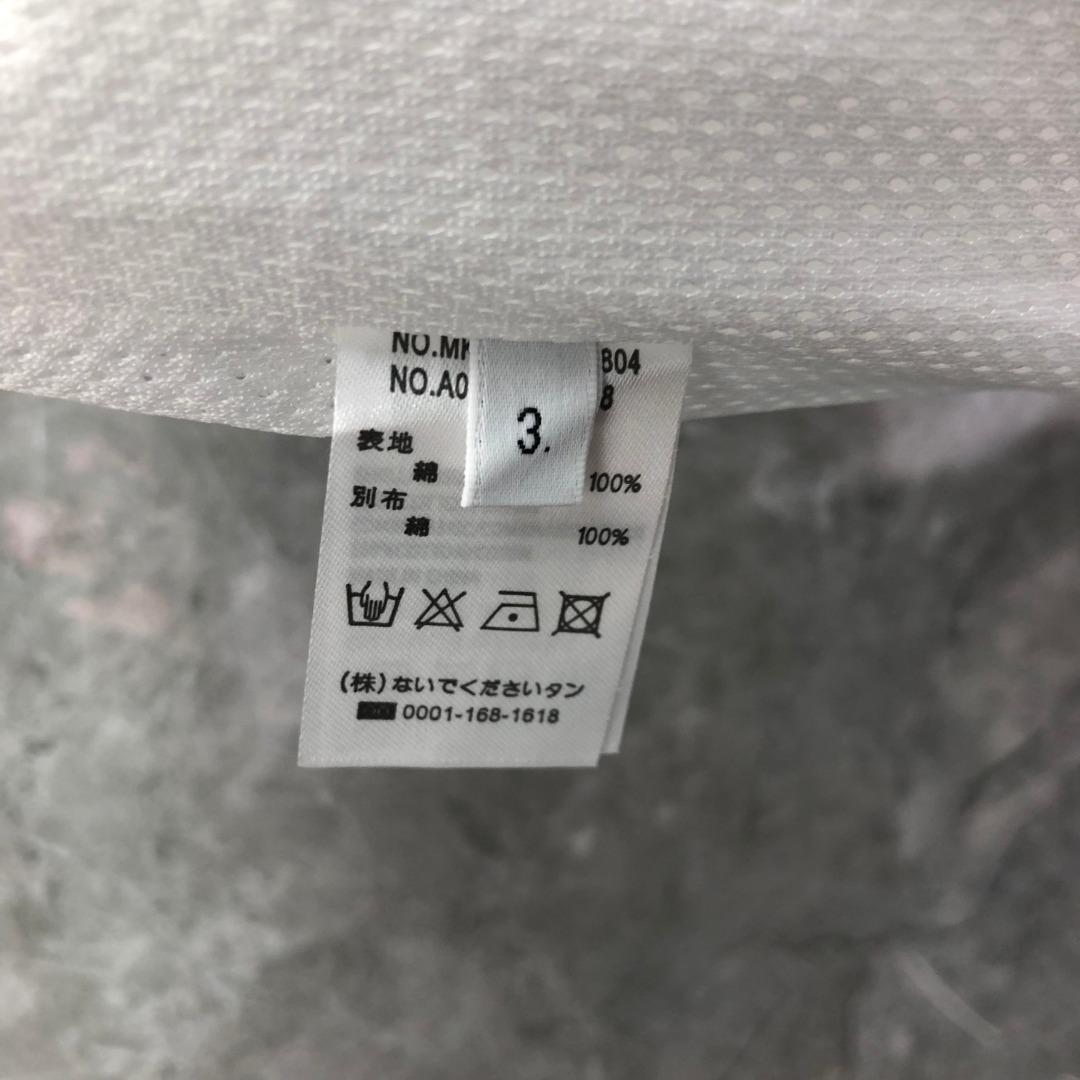 NO.MK 804
NO.A0 8
3.
表地
綿 100%
別布
綿 100%
(株)ないでくださいタン
0001-168-1618